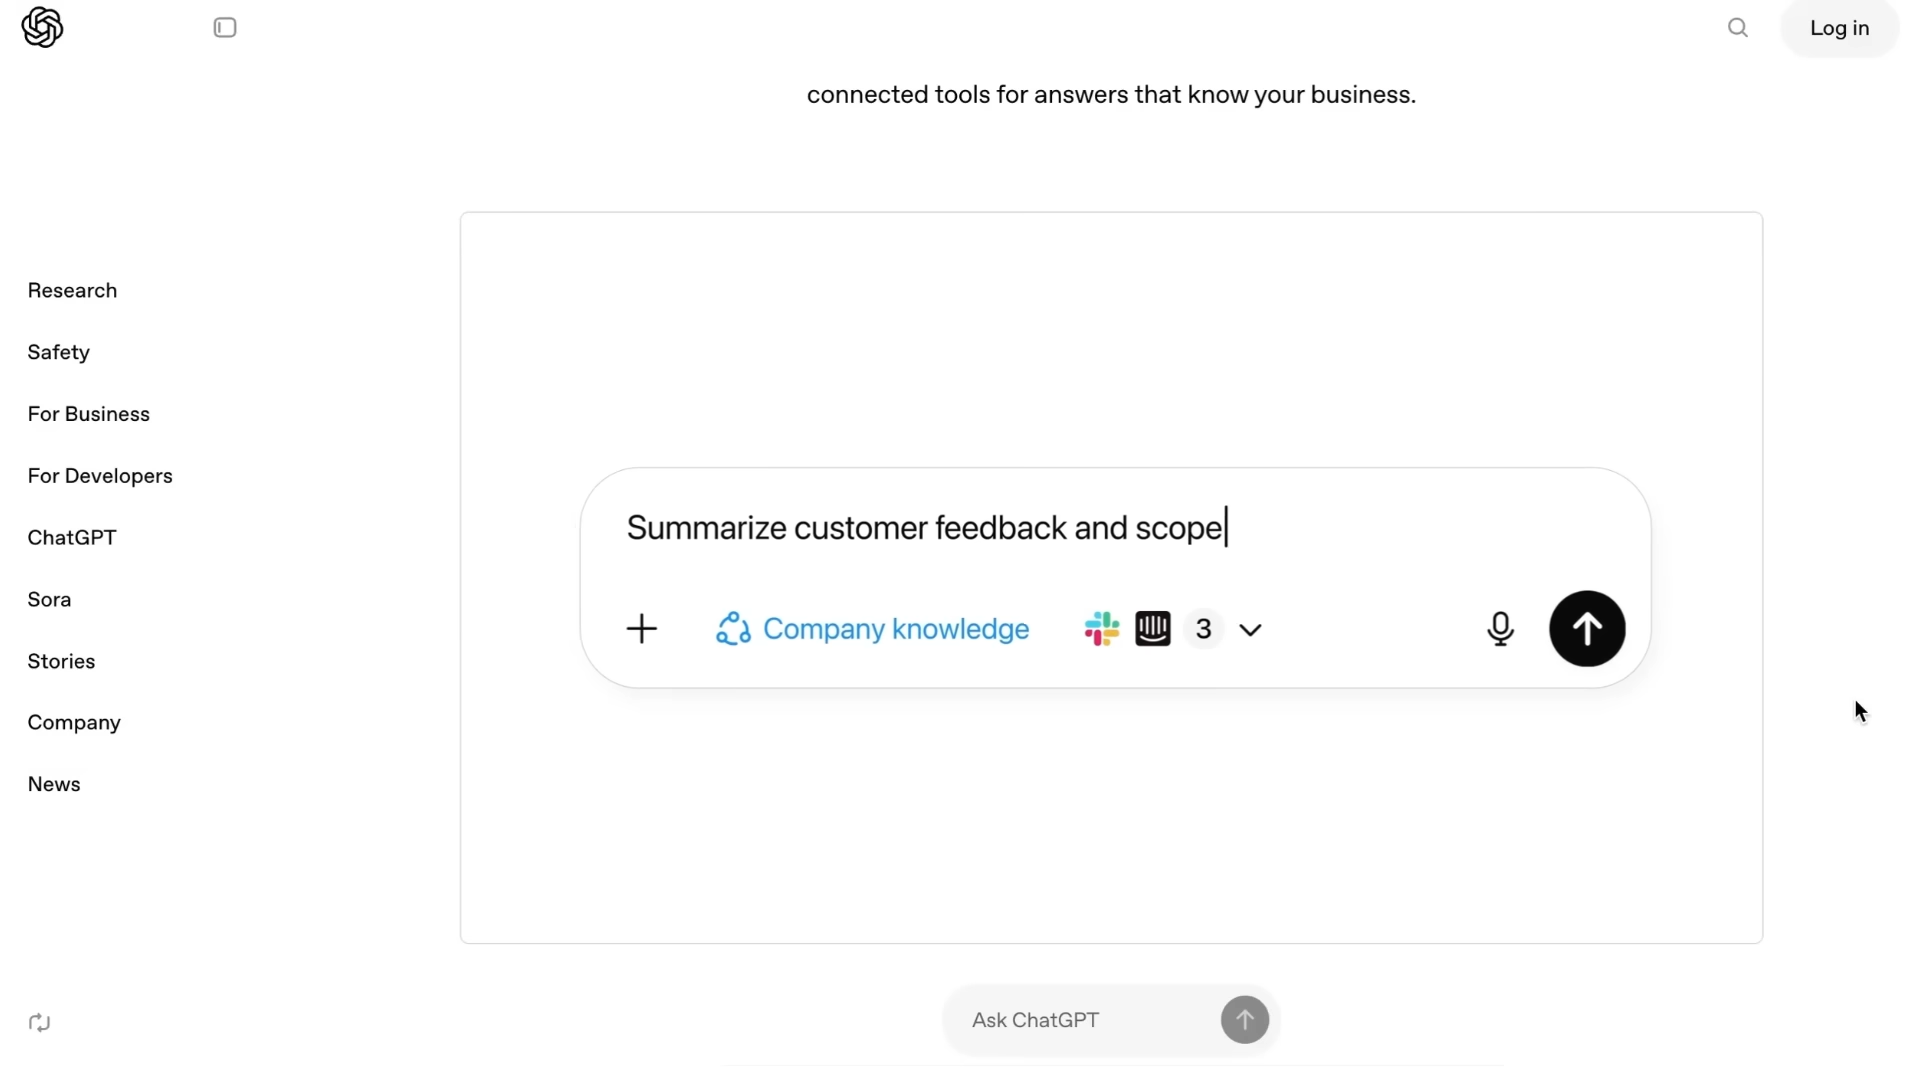 Log in
connected tools for answers that know your business.
Research
Safety
For Business
For Developers
ChatGPT
Sora
Stories
Company
News
Summarize customer feedback and scope
Company knowledge 3
Ask ChatGPT